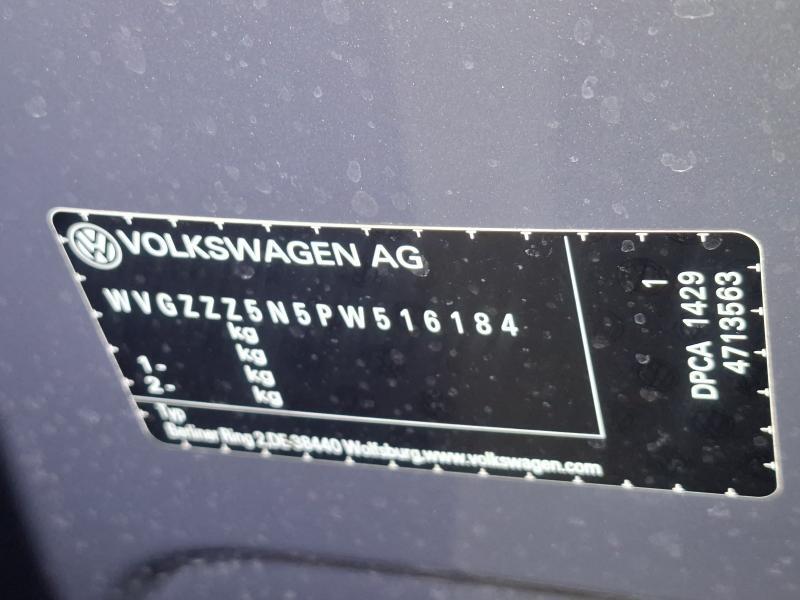 VOLKSWAGEN AG
WVGZZZ5N5PW516184
kg
kg
1.- kg
2.- kg
Typ
Berliner Ring 2,DE-38440 Wolfsburg,www.volkswagen.com
1
DPCA 1429
4713563